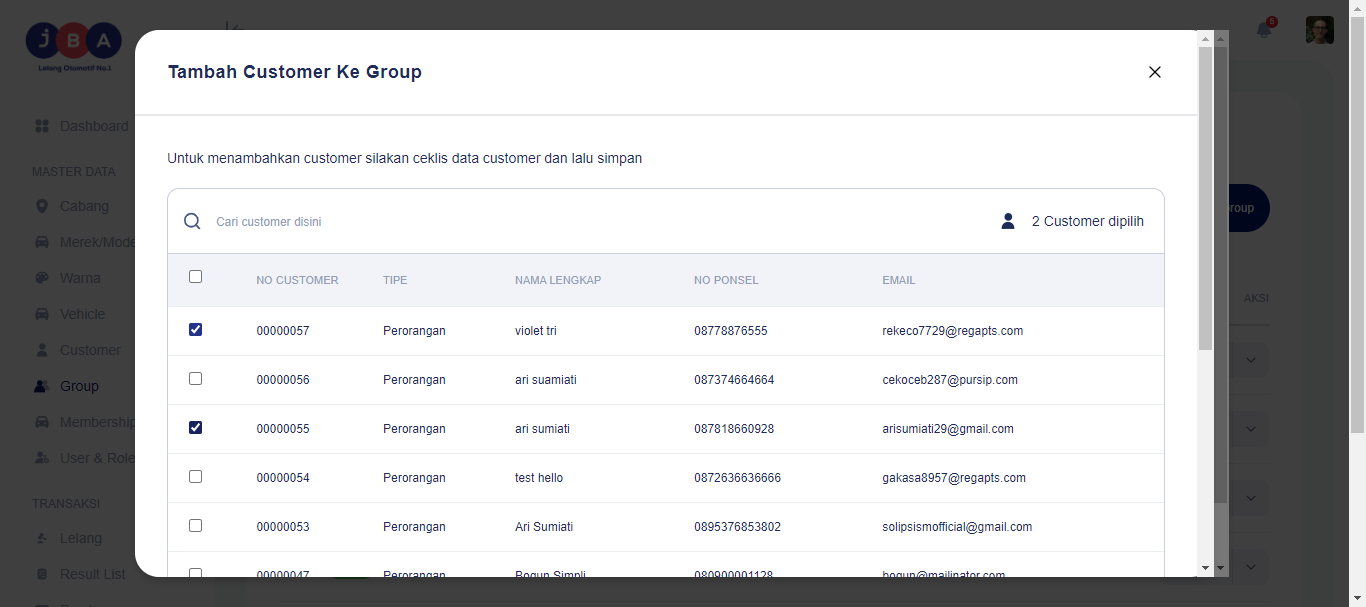 JBA
Lelang Otomotif No.1
6
Tambah Customer Ke Group
Dashboard
MASTER DATA
Cabang
Merek/Mode
Warna
Vehicle
Customer
Group
Membership
User & Role
TRANSAKSI
Lelang
Result List
Untuk menambahkan customer silakan ceklis data customer dan lalu simpan
Cari customer disini
2 Customer dipilih
roup
AKSI
NO CUSTOMER TIPE NAMA LENGKAP NO PONSEL EMAIL
00000057 Perorangan violet tri 08778876555 rekeco7729@regapts.com
00000056 Perorangan ari suamiati 087374664664 cekoceb287@pursip.com
00000055 Perorangan ari sumiati 087818660928 arisumiati29@gmail.com
00000054 Perorangan test hello 0872636636666 gakasa8957@regapts.com
00000053 Perorangan Ari Sumiati 0895376853802 solipsismofficial@gmail.com
00000047 Perorangan Bogun Simpli 080900001128 bogun@mailinator.com